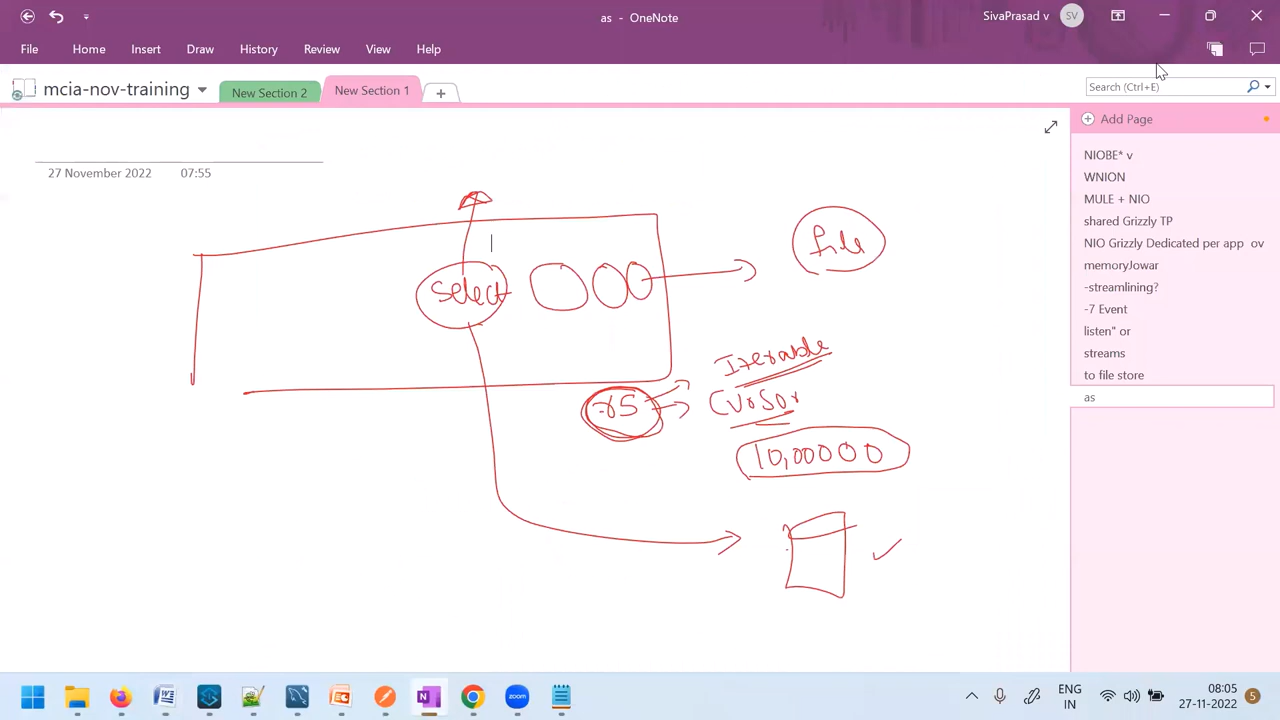 as - OneNote
SivaPrasad v
SV
File Home Insert Draw History Review View Help
mcia-nov-training
New Section 2
New Section 1
Search (Ctrl+E)
Add Page
27 November 2022 07:55
NIOBE* v
WNION
MULE + NIO
shared Grizzly TP
NIO Grizzly Dedicated per app ov
memoryJowar
-streamlining?
-7 Event
listen" or
streams
to file store
as
file
Select
Iterable
Cursor
10,00000
W
P
zoom
N
ENG
IN
08:05
27-11-2022
5